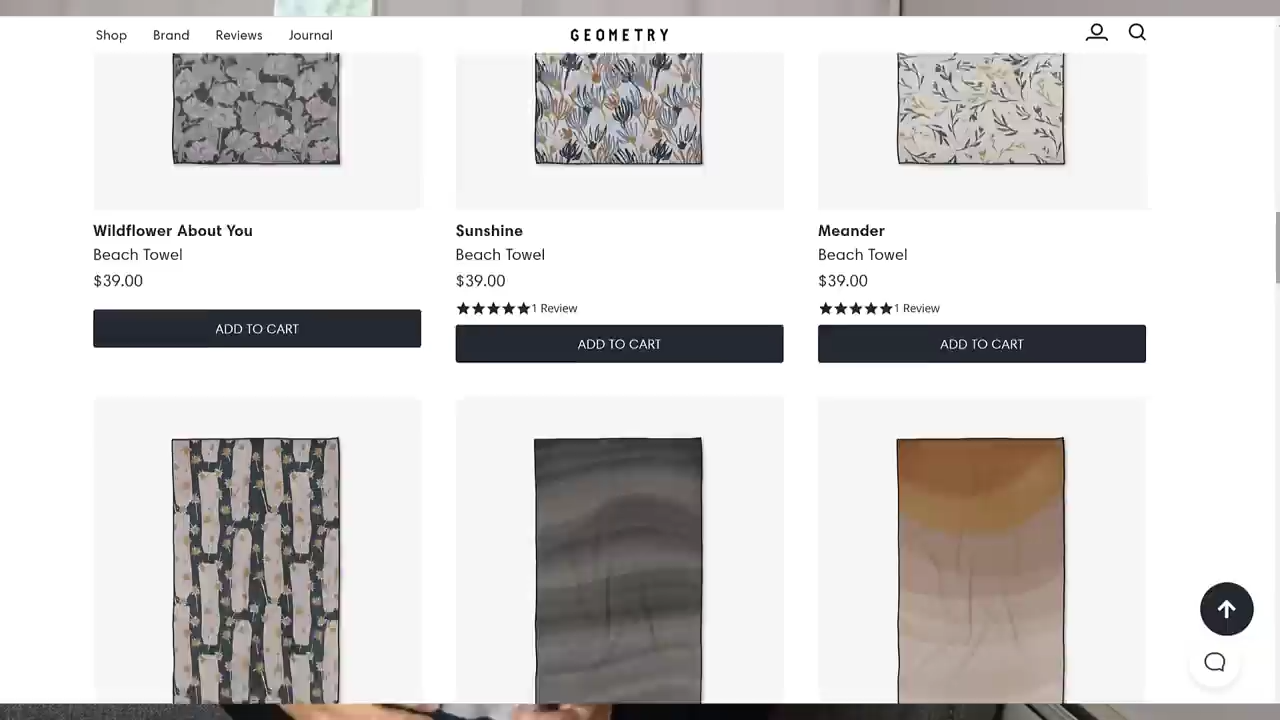 Shop Brand Reviews Journal GEOMETRY
Wildflower About You
Beach Towel
$39.00
ADD TO CART
Sunshine
Beach Towel
$39.00
1 Review
ADD TO CART
Meander
Beach Towel
$39.00
1 Review
ADD TO CART